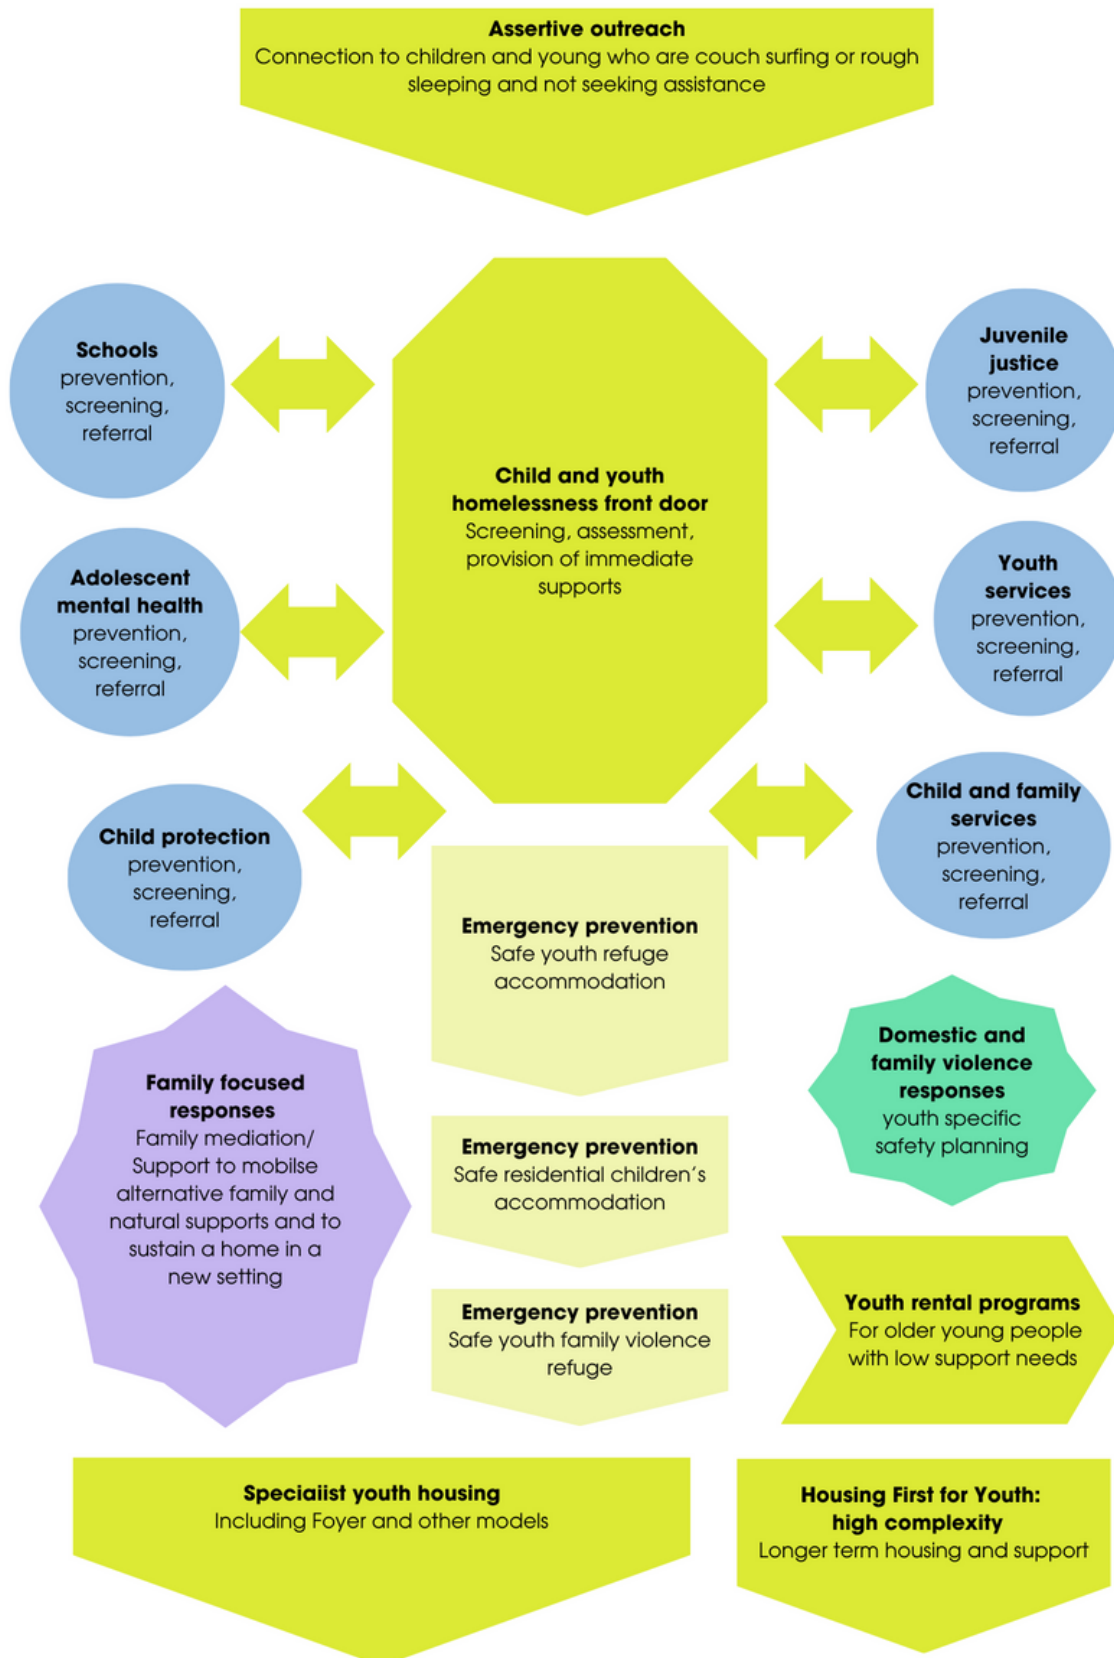 Assertive outreach
Connection to children and young who are couch surfing or rough
sleeping and not seeking assistance
Schools
prevention,
screening,
referral
Juvenile
justice
prevention,
screening,
referral
Child and youth
homelessness front door
Screening, assessment,
provision of immediate
supports
Adolescent
mental health
prevention,
screening,
referral
Youth
services
prevention,
screening,
referral
Child protection
prevention,
screening,
referral
Child and family
services
prevention,
screening,
referral
Emergency prevention
Safe youth refuge
accommodation
Family focused
responses
Family mediation/
Support to mobilse
alternative family and
natural supports and to
sustain a home in a
new setting
Domestic and
family violence
responses
youth specific
safety planning
Emergency prevention
Safe residential children's
accommodation
Emergency prevention
Safe youth family violence
refuge
Youth rental programs
For older young people
with low support needs
Speciaiist youth housing
Including Foyer and other models
Housing First for Youth:
high complexity
Longer term housing and support